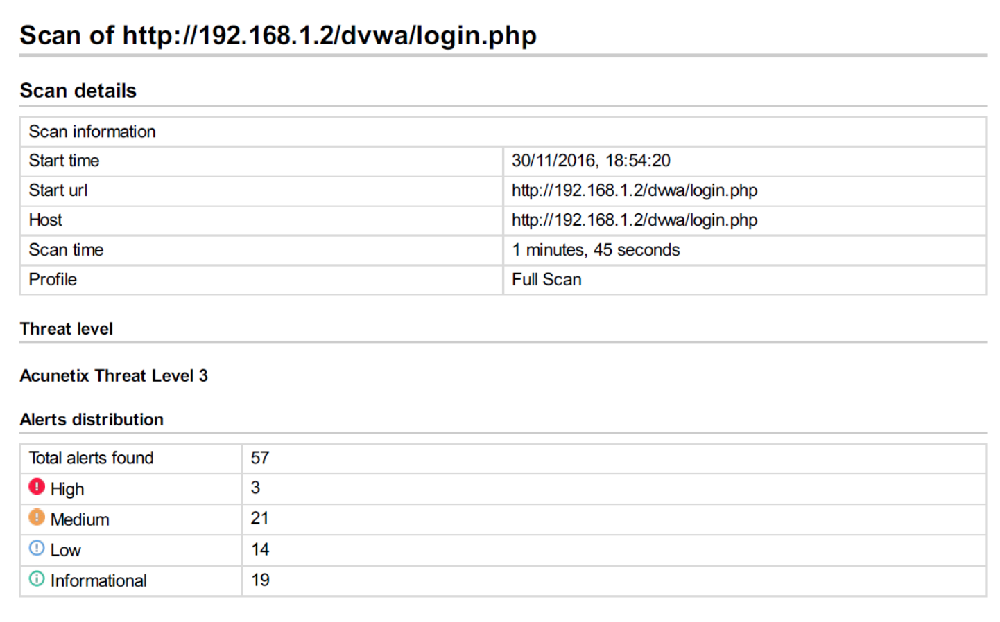 Scan of http://192.168.1.2/dvwa/login.php
Scan details
Scan information
Start time 30/11/2016, 18:54:20
Start url http://192.168.1.2/dvwa/login.php
Host http://192.168.1.2/dvwa/login.php
Scan time 1 minutes, 45 seconds
Profile Full Scan
Threat level
Acunetix Threat Level 3
Alerts distribution
Total alerts found 57
High 3
Medium 21
Low 14
Informational 19